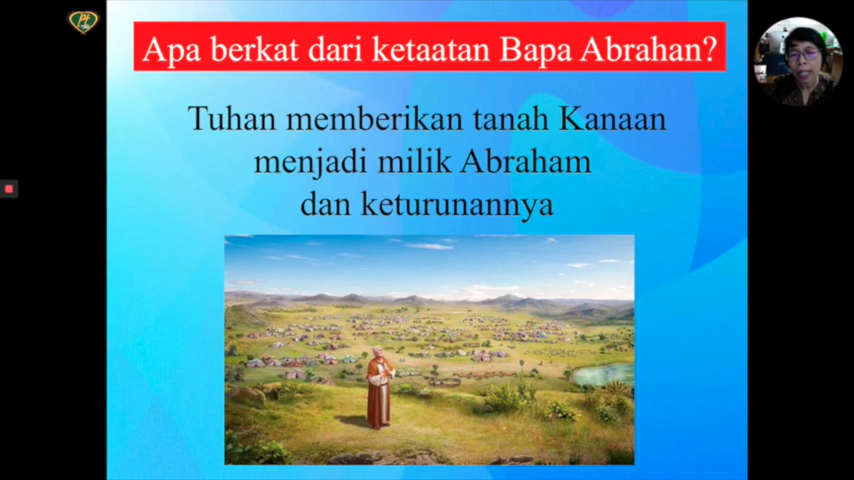 Apa berkat dari ketaatan Bapa Abrahan?
Tuhan memberikan tanah Kanaan
menjadi milik Abraham
dan keturunannya